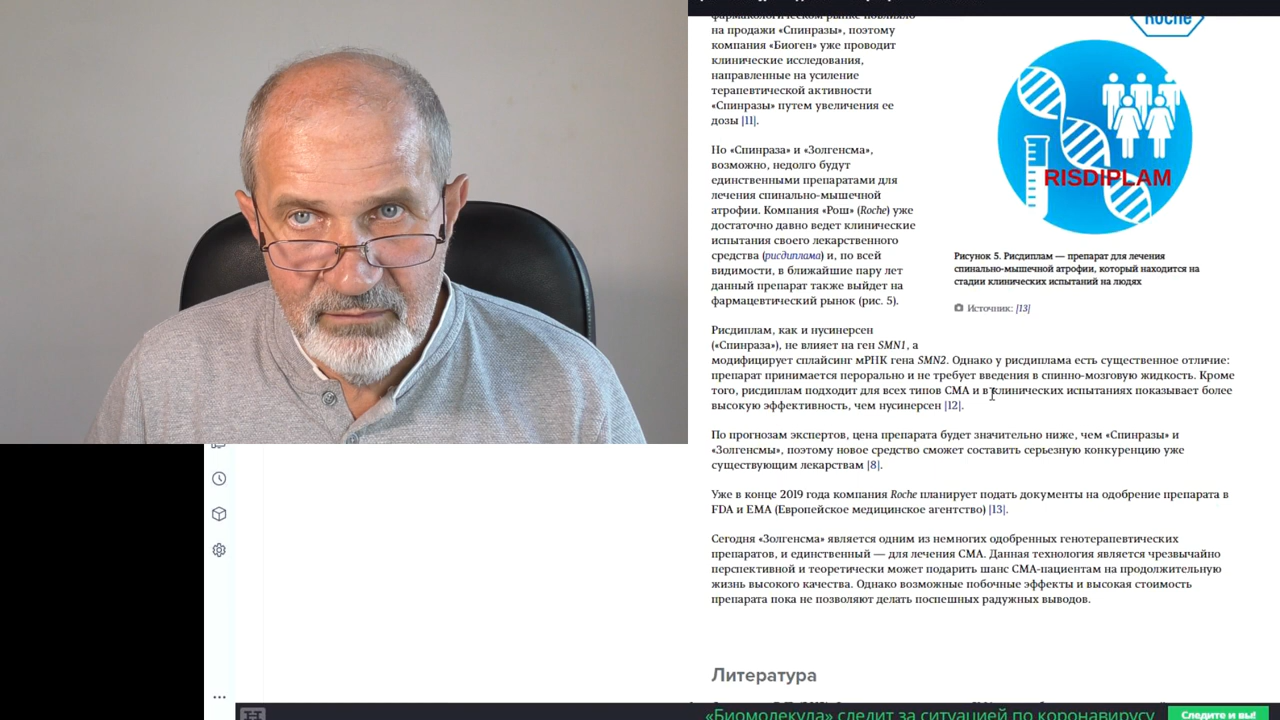 на продажи «Спинразы», поэтому
компания «Биоген» уже проводит
клинические исследования,
направленные на усиление
терапевтической активности
«Спинразы» путем увеличения ее
дозы [11].
Но «Спинраза» и «Золгенсма»,
возможно, недолго будут
единственными препаратами для
лечения спинально-мышечной
атрофии. Компания «Рош» (Roche) уже
достаточно давно ведет клинические
испытания своего лекарственного
средства (рисдиплама) и, по всей
видимости, в ближайшие пару лет
данный препарат также выйдет на
фармацевтический рынок (рис. 5).
Roche
RISDIPLAM
Рисунок 5. Рисдиплам — препарат для лечения
спинально-мышечной атрофии, который находится на
стадии клинических испытаний на людях
Источник: [13]
Рисдиплам, как и нусинерсен
(«Спинраза»), не влияет на ген SMN1, а
модифицирует сплайсинг мРНК гена SMN2. Однако у рисдиплама есть существенное отличие:
препарат принимается перорально и не требует введения в спинно-мозговую жидкость. Кроме
того, рисдиплам подходит для всех типов СМА и в клинических испытаниях показывает более
высокую эффективность, чем нусинерсен [12].
По прогнозам экспертов, цена препарата будет значительно ниже, чем «Спинразы» и
«Золгенсмы», поэтому новое средство сможет составить серьезную конкуренцию уже
существующим лекарствам [8].
Уже в конце 2019 года компания Roche планирует подать документы на одобрение препарата в
FDA и EMA (Европейское медицинское агентство) [13].
Сегодня «Золгенсма» является одним из немногих одобренных генотерапевтических
препаратов, и единственный — для лечения СМА. Данная технология является чрезвычайно
перспективной и теоретически может подарить шанс СМА-пациентам на продолжительную
жизнь высокого качества. Однако возможные побочные эффекты и высокая стоимость
препарата пока не позволяют делать поспешных радужных выводов.
Литература
«Биомолекула» следит за ситуацией по коронавирусу
Следите и вы!